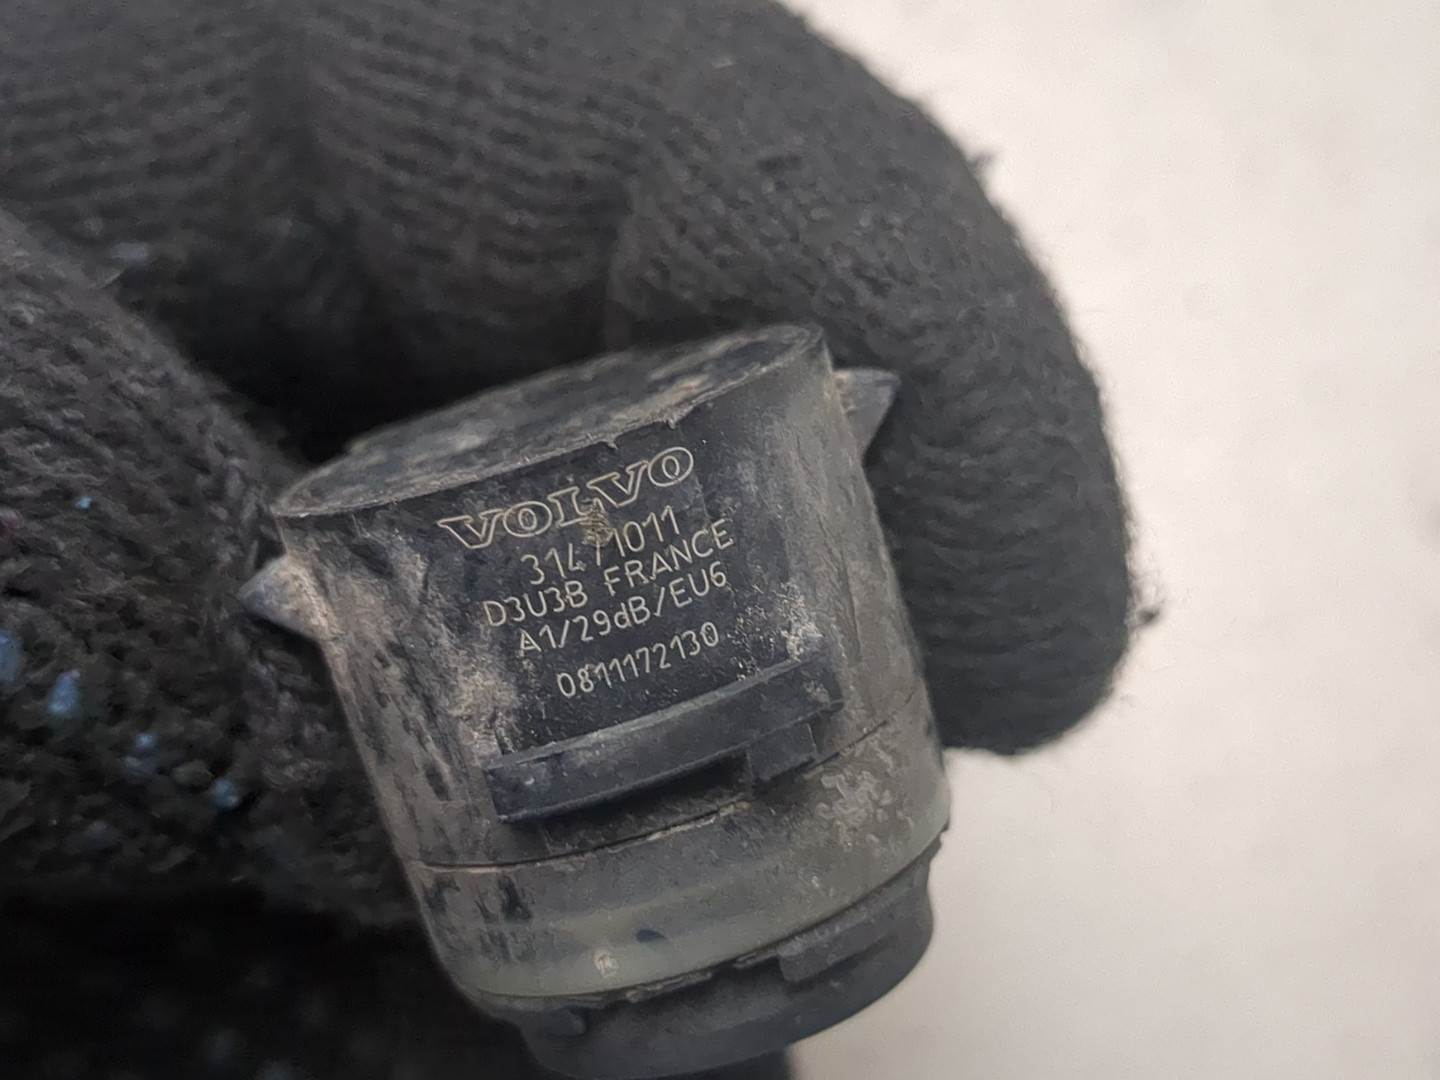 VOLVO
31471011
D3U3B FRANCE
A1/29dB/EU6
0811172130